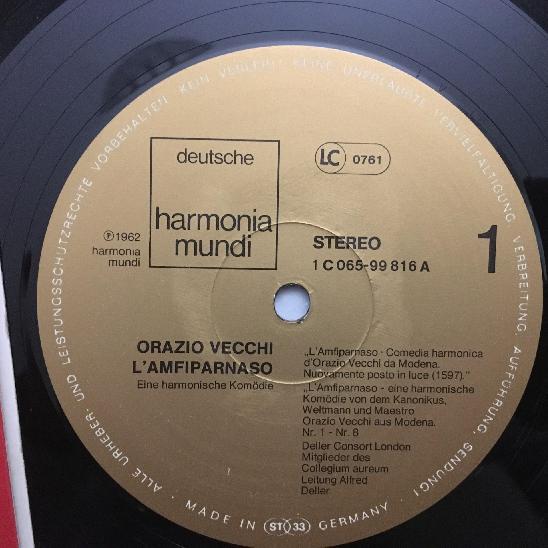 deutsche
harmonia
mundi
℗ 1962
harmonia
mundi
LC 0761
STEREO
1 C 065-99 816 A
1
ORAZIO VECCHI
L'AMFIPARNASO
Eine harmonische Komödie
„L'Amfiparnaso · Comedia harmonica
d'Orazio Vecchi da Modena.
Nuovamente posto in luce (1597)."
„L'Amfiparnaso - eine harmonische
Komödie von dem Kanonikus,
Weltmann und Maestro
Orazio Vecchi aus Modena.
Nr. 1 - Nr. 8
Deller Consort London
Mitglieder des
Collegium aureum
Leitung Alfred
Deller
· ALLE URHEBER- UND LEISTUNGSSCHUTZRECHTE VORBEHALTEN · KEIN VERLEIH! · KEINE UNERLAUBTE VERVIELFÄLTIGUNG, VERBREITUNG, AUFFÜHRUNG, SENDUNG! ·
MADE IN ST 33 GERMANY